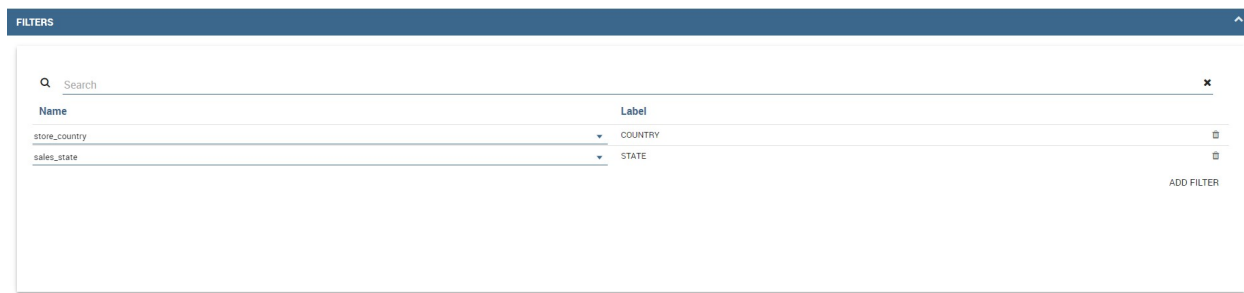 FILTERS
Search
Name Label
store_country COUNTRY
sales_state STATE
ADD FILTER